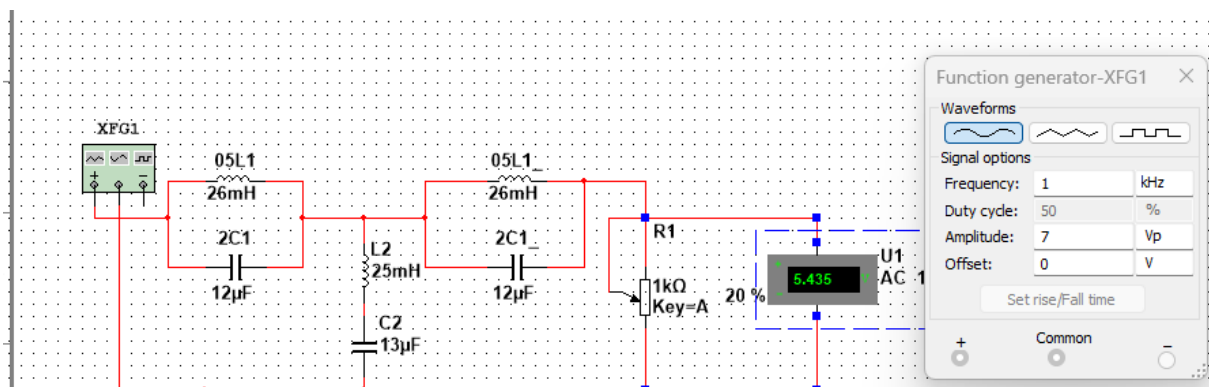 XFG1
05L1
26mH
2C1
12μF
L2
25mH
C2
13μF
05L1_
26mH
2C1_
12μF
R1
1kΩ
Key=A
20 %
5.435 V
U1
AC 1
Function generator-XFG1
Waveforms
Signal options
Frequency: 1 kHz
Duty cycle: 50 %
Amplitude: 7 Vp
Offset: 0 V
Set rise/Fall time
+ Common −